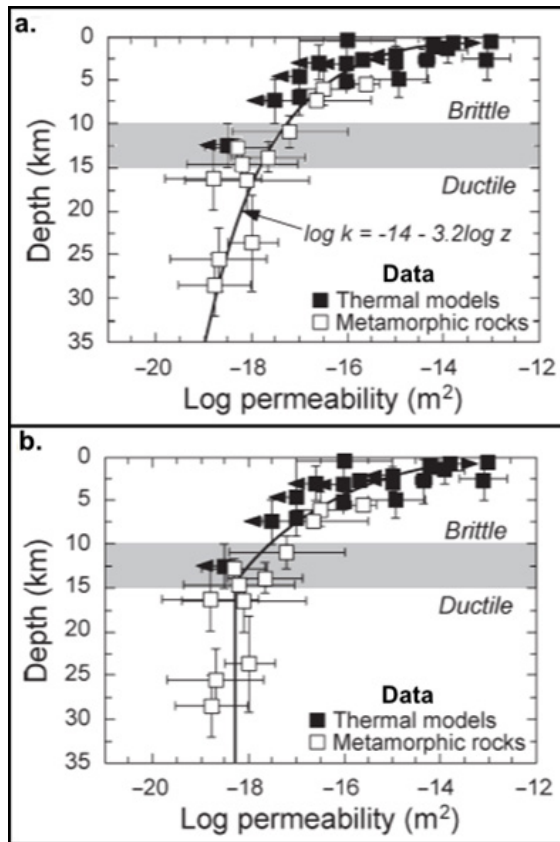 a.
0
5
10
15
20
25
30
35
Depth (km)
Brittle
Ductile
log k = -14 - 3.2log z
Data
Thermal models
Metamorphic rocks
−20 −18 −16 −14 −12
Log permeability (m²)
b.
0
5
10
15
20
25
30
35
Depth (km)
Brittle
Ductile
Data
Thermal models
Metamorphic rocks
−20 −18 −16 −14 −12
Log permeability (m²)